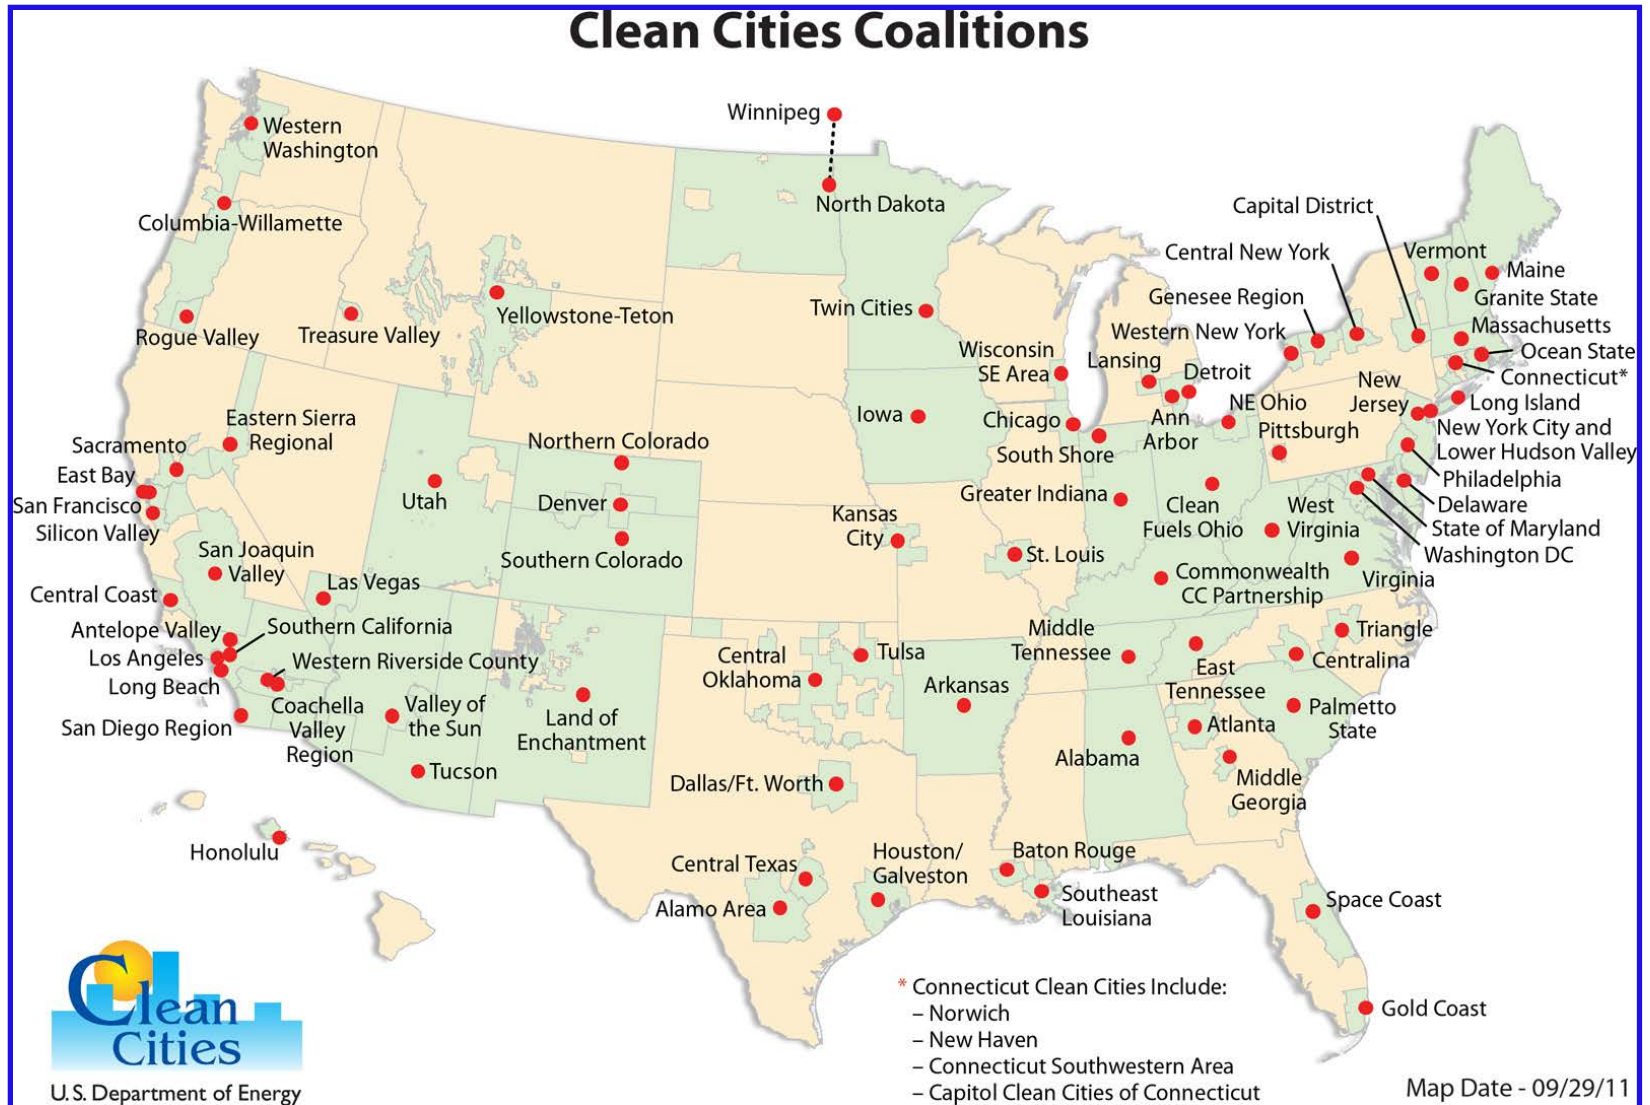 Clean Cities Coalitions
Winnipeg
North Dakota
Western
Washington
Columbia-Willamette
Rogue Valley
Treasure Valley
Yellowstone-Teton
Twin Cities
Wisconsin
SE Area
Iowa
Chicago
South Shore
Lansing
Ann
Arbor
Detroit
Capital District
Central New York
Genesee Region
Western New York
Vermont
Maine
Granite State
Massachusetts
Ocean State
Connecticut*
Long Island
New
Jersey
New York City and
Lower Hudson Valley
Philadelphia
Delaware
State of Maryland
Washington DC
NE Ohio
Pittsburgh
Clean
Fuels Ohio
West
Virginia
Virginia
Greater Indiana
Commonwealth
CC Partnership
Eastern Sierra
Regional
Sacramento
East Bay
San Francisco
Silicon Valley
San Joaquin
Valley
Central Coast
Las Vegas
Antelope Valley
Southern California
Los Angeles
Western Riverside County
Long Beach
Coachella
Valley
Region
San Diego Region
Valley of
the Sun
Tucson
Utah
Northern Colorado
Denver
Southern Colorado
Land of
Enchantment
Kansas
City
St. Louis
Central
Oklahoma
Tulsa
Arkansas
Middle
Tennessee
East
Tennessee
Triangle
Centralina
Palmetto
State
Atlanta
Middle
Georgia
Alabama
Dallas/Ft. Worth
Central Texas
Alamo Area
Houston/
Galveston
Baton Rouge
Southeast
Louisiana
Space Coast
Gold Coast
Honolulu
Clean
Cities
U.S. Department of Energy
* Connecticut Clean Cities Include:
– Norwich
– New Haven
– Connecticut Southwestern Area
– Capitol Clean Cities of Connecticut
Map Date - 09/29/11